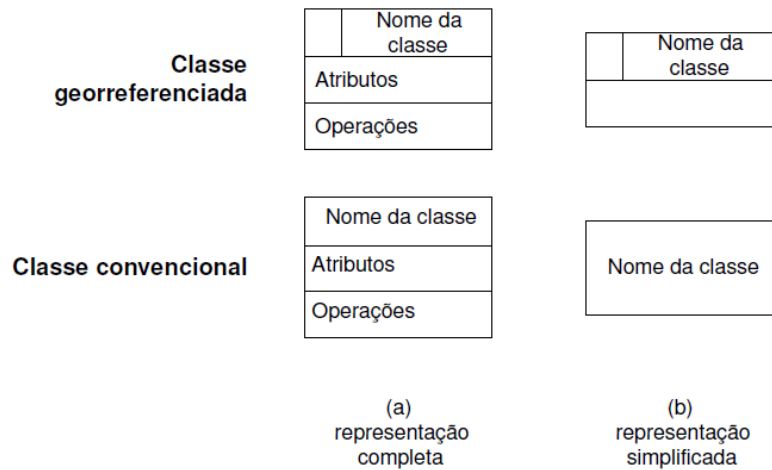 Classe
georreferenciada
Nome da
classe
Atributos
Operações
Nome da
classe
Classe convencional
Nome da classe
Atributos
Operações
Nome da classe
(a)
representação
completa
(b)
representação
simplificada